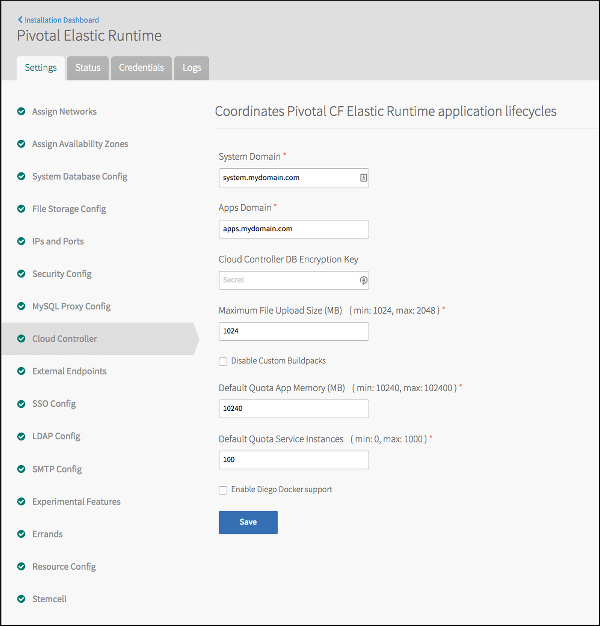 Installation Dashboard
Pivotal Elastic Runtime
Settings
Status
Credentials
Logs
Assign Networks
Assign Availability Zones
System Database Config
File Storage Config
IPs and Ports
Security Config
MySQL Proxy Config
Cloud Controller
External Endpoints
SSO Config
LDAP Config
SMTP Config
Experimental Features
Errands
Resource Config
Stemcell
Coordinates Pivotal CF Elastic Runtime application lifecycles
System Domain *
system.mydomain.com
Apps Domain *
apps.mydomain.com
Cloud Controller DB Encryption Key
Secret
Maximum File Upload Size (MB) ( min: 1024, max: 2048 ) *
1024
Disable Custom Buildpacks
Default Quota App Memory (MB) ( min: 10240, max: 102400 ) *
10240
Default Quota Service Instances ( min: 0, max: 1000 ) *
100
Enable Diego Docker support
Save